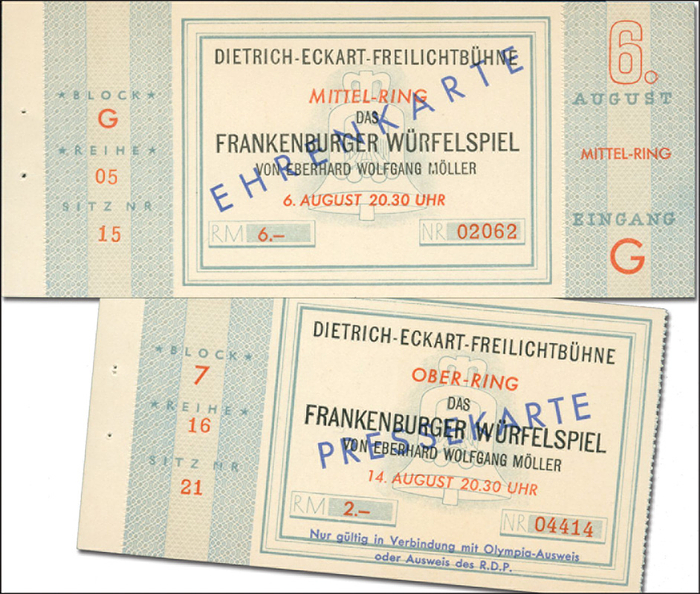 ★BLOCK★
G
★REIHE★
05
SITZ NR
15
DIETRICH-ECKART-FREILICHTBÜHNE
MITTEL-RING
DAS
FRANKENBURGER WÜRFELSPIEL
VON EBERHARD WOLFGANG MÖLLER
6. AUGUST 20.30 UHR
RM 6.–
NR 02062
EHRENKARTE
6.
AUGUST
MITTEL-RING
EINGANG
G
★BLOCK★
7
★REIHE★
16
SITZ NR
21
DIETRICH-ECKART-FREILICHTBÜHNE
OBER-RING
DAS
FRANKENBURGER WÜRFELSPIEL
VON EBERHARD WOLFGANG MÖLLER
14. AUGUST 20.30 UHR
RM 2.–
NR 04414
PRESSEKARTE
Nur gültig in Verbindung mit Olympia-Ausweis
oder Ausweis des R.D.P.